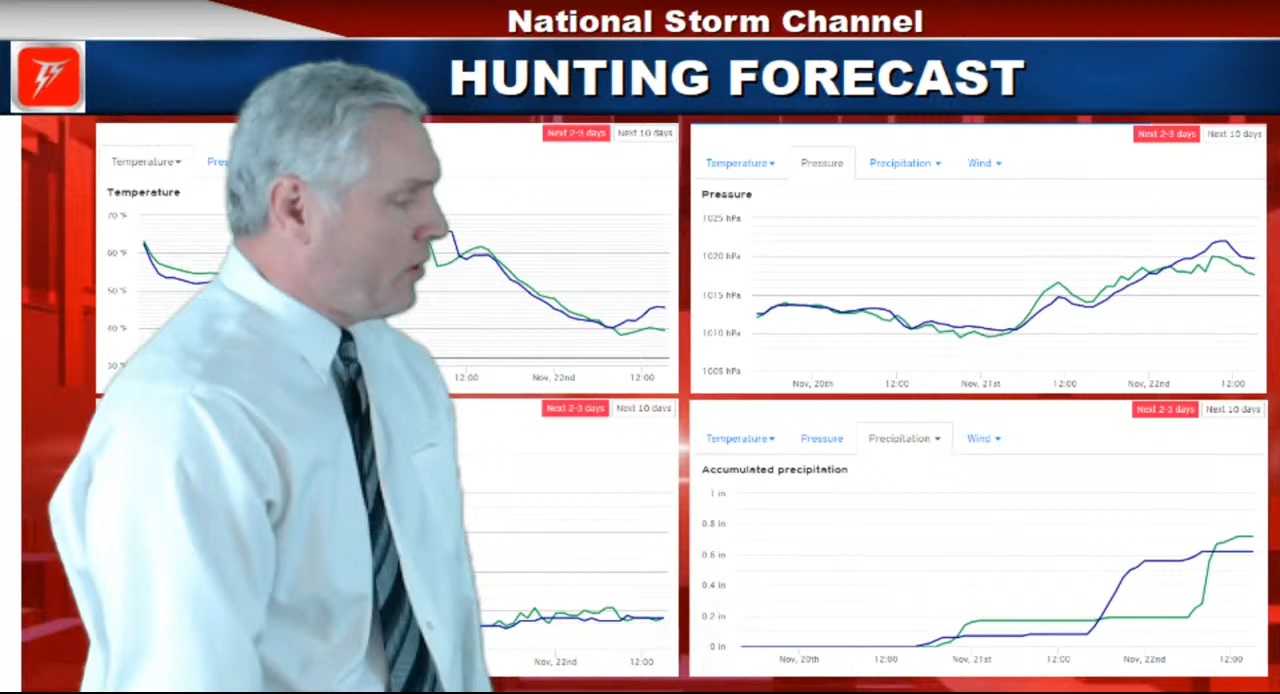 National Storm Channel
HUNTING FORECAST
Next 2-3 days Next 10 days
Temperature
Temperature
70 °F
60 °F
50 °F
40 °F
12:00 Nov, 22nd 12:00
Next 2-3 days Next 10 days
Temperature Pressure Precipitation Wind
Pressure
1025 hPa
1020 hPa
1015 hPa
1010 hPa
1005 hPa
Nov, 20th 12:00 Nov, 21st 12:00 Nov, 22nd 12:00
Next 2-3 days Next 10 days
Nov, 22nd 12:00
Next 2-3 days Next 10 days
Temperature Pressure Precipitation Wind
Accumulated precipitation
1 in
0.8 in
0.6 in
0.4 in
0.2 in
0 in
Nov, 20th 12:00 Nov, 21st 12:00 Nov, 22nd 12:00